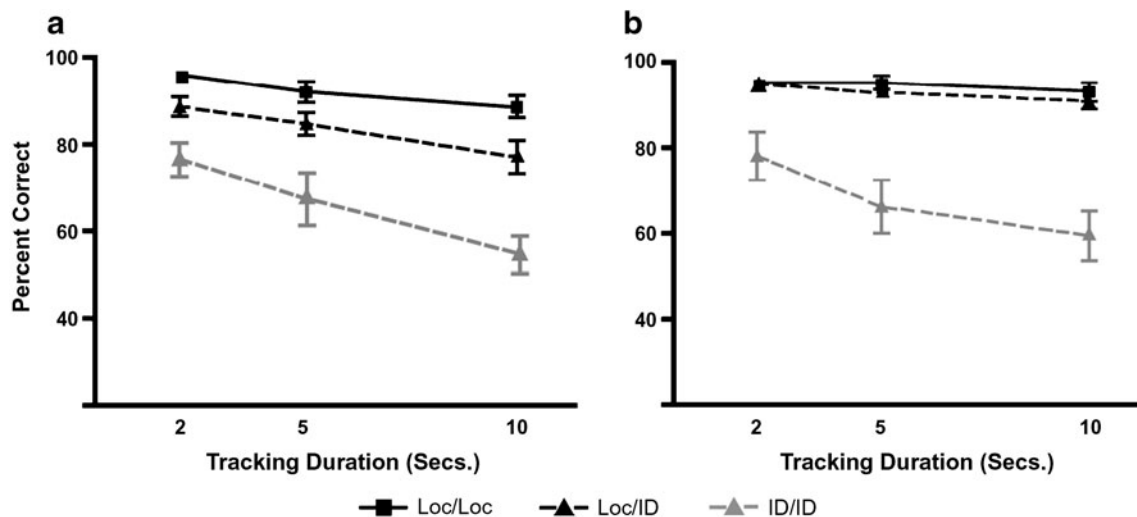 a
b
100
80
60
40
Percent Correct
2 5 10
Tracking Duration (Secs.)
100
80
60
40
2 5 10
Tracking Duration (Secs.)
Loc/Loc Loc/ID ID/ID